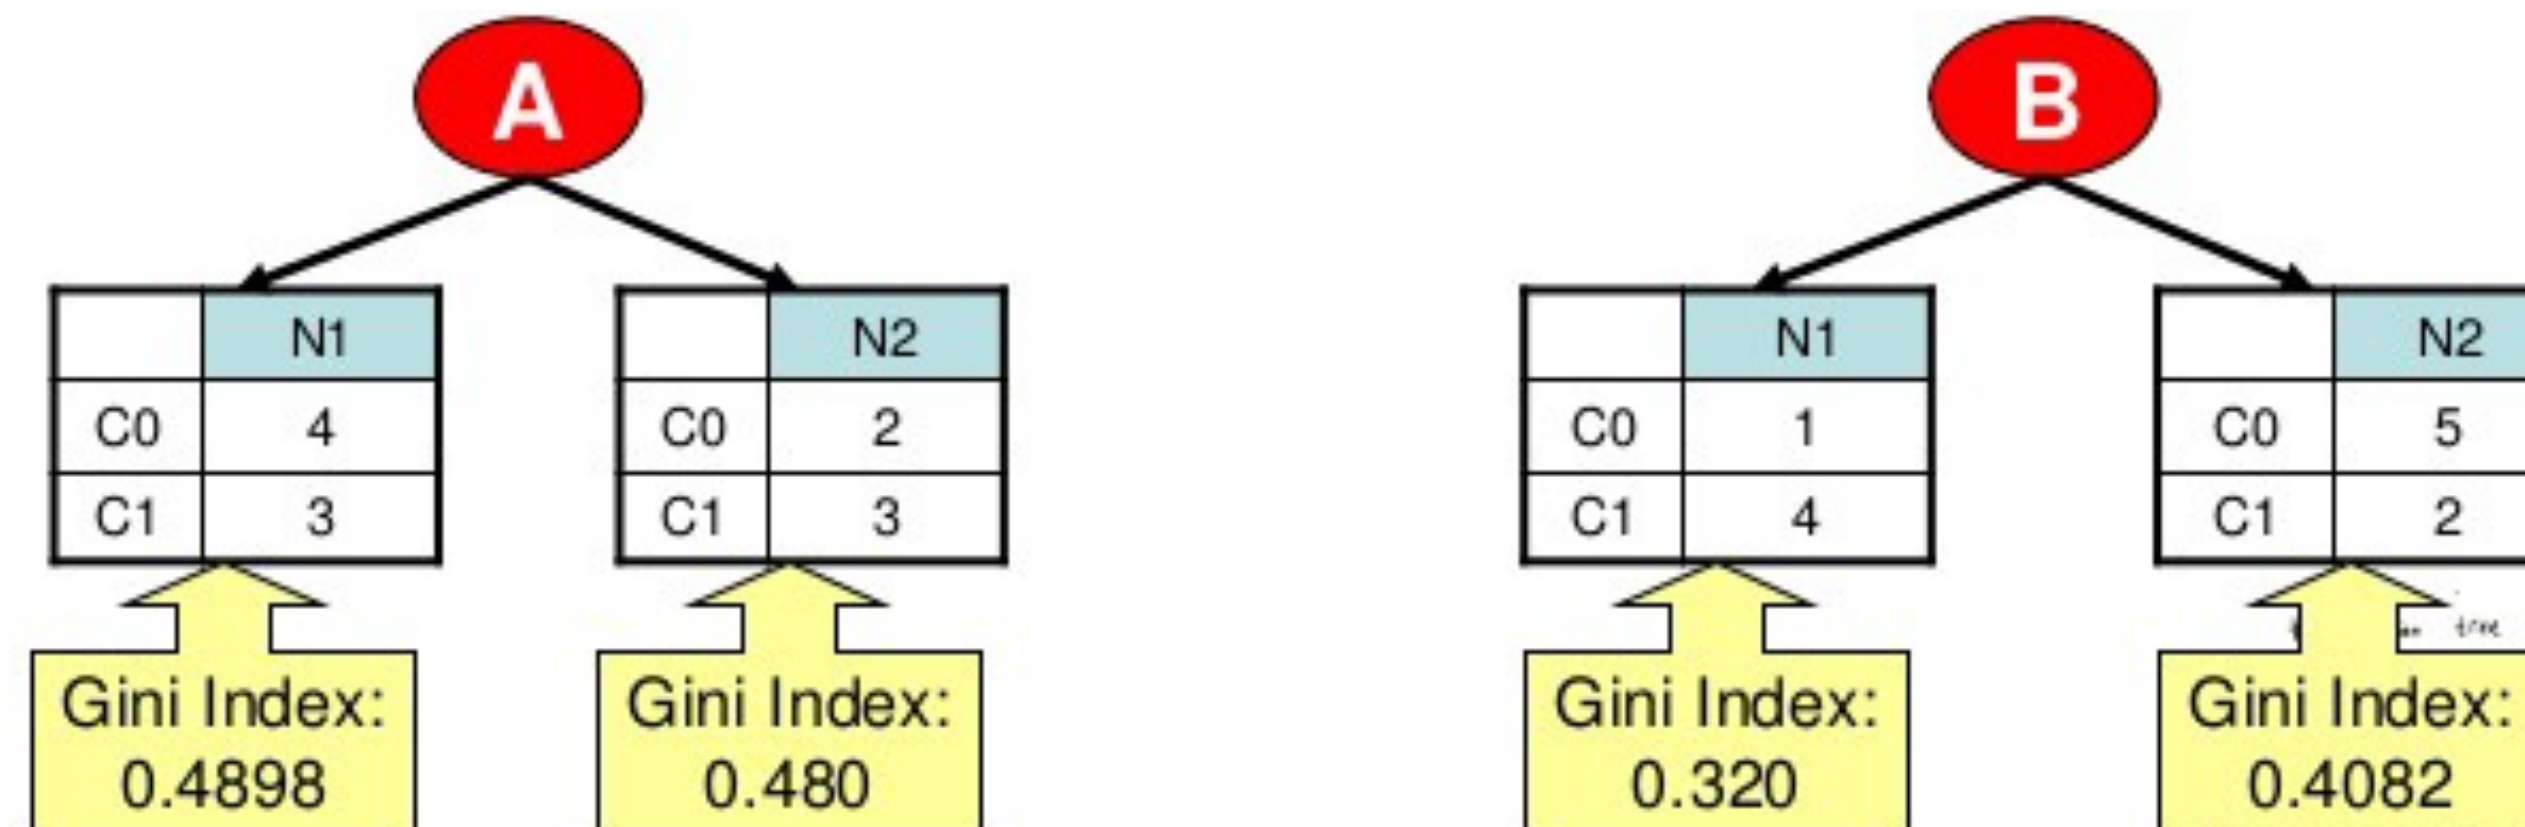 A
B
N1
C0 4
C1 3
N2
C0 2
C1 3
N1
C0 1
C1 4
N2
C0 5
C1 2
tree
Gini Index:
0.4898
Gini Index:
0.480
Gini Index:
0.320
Gini Index:
0.4082